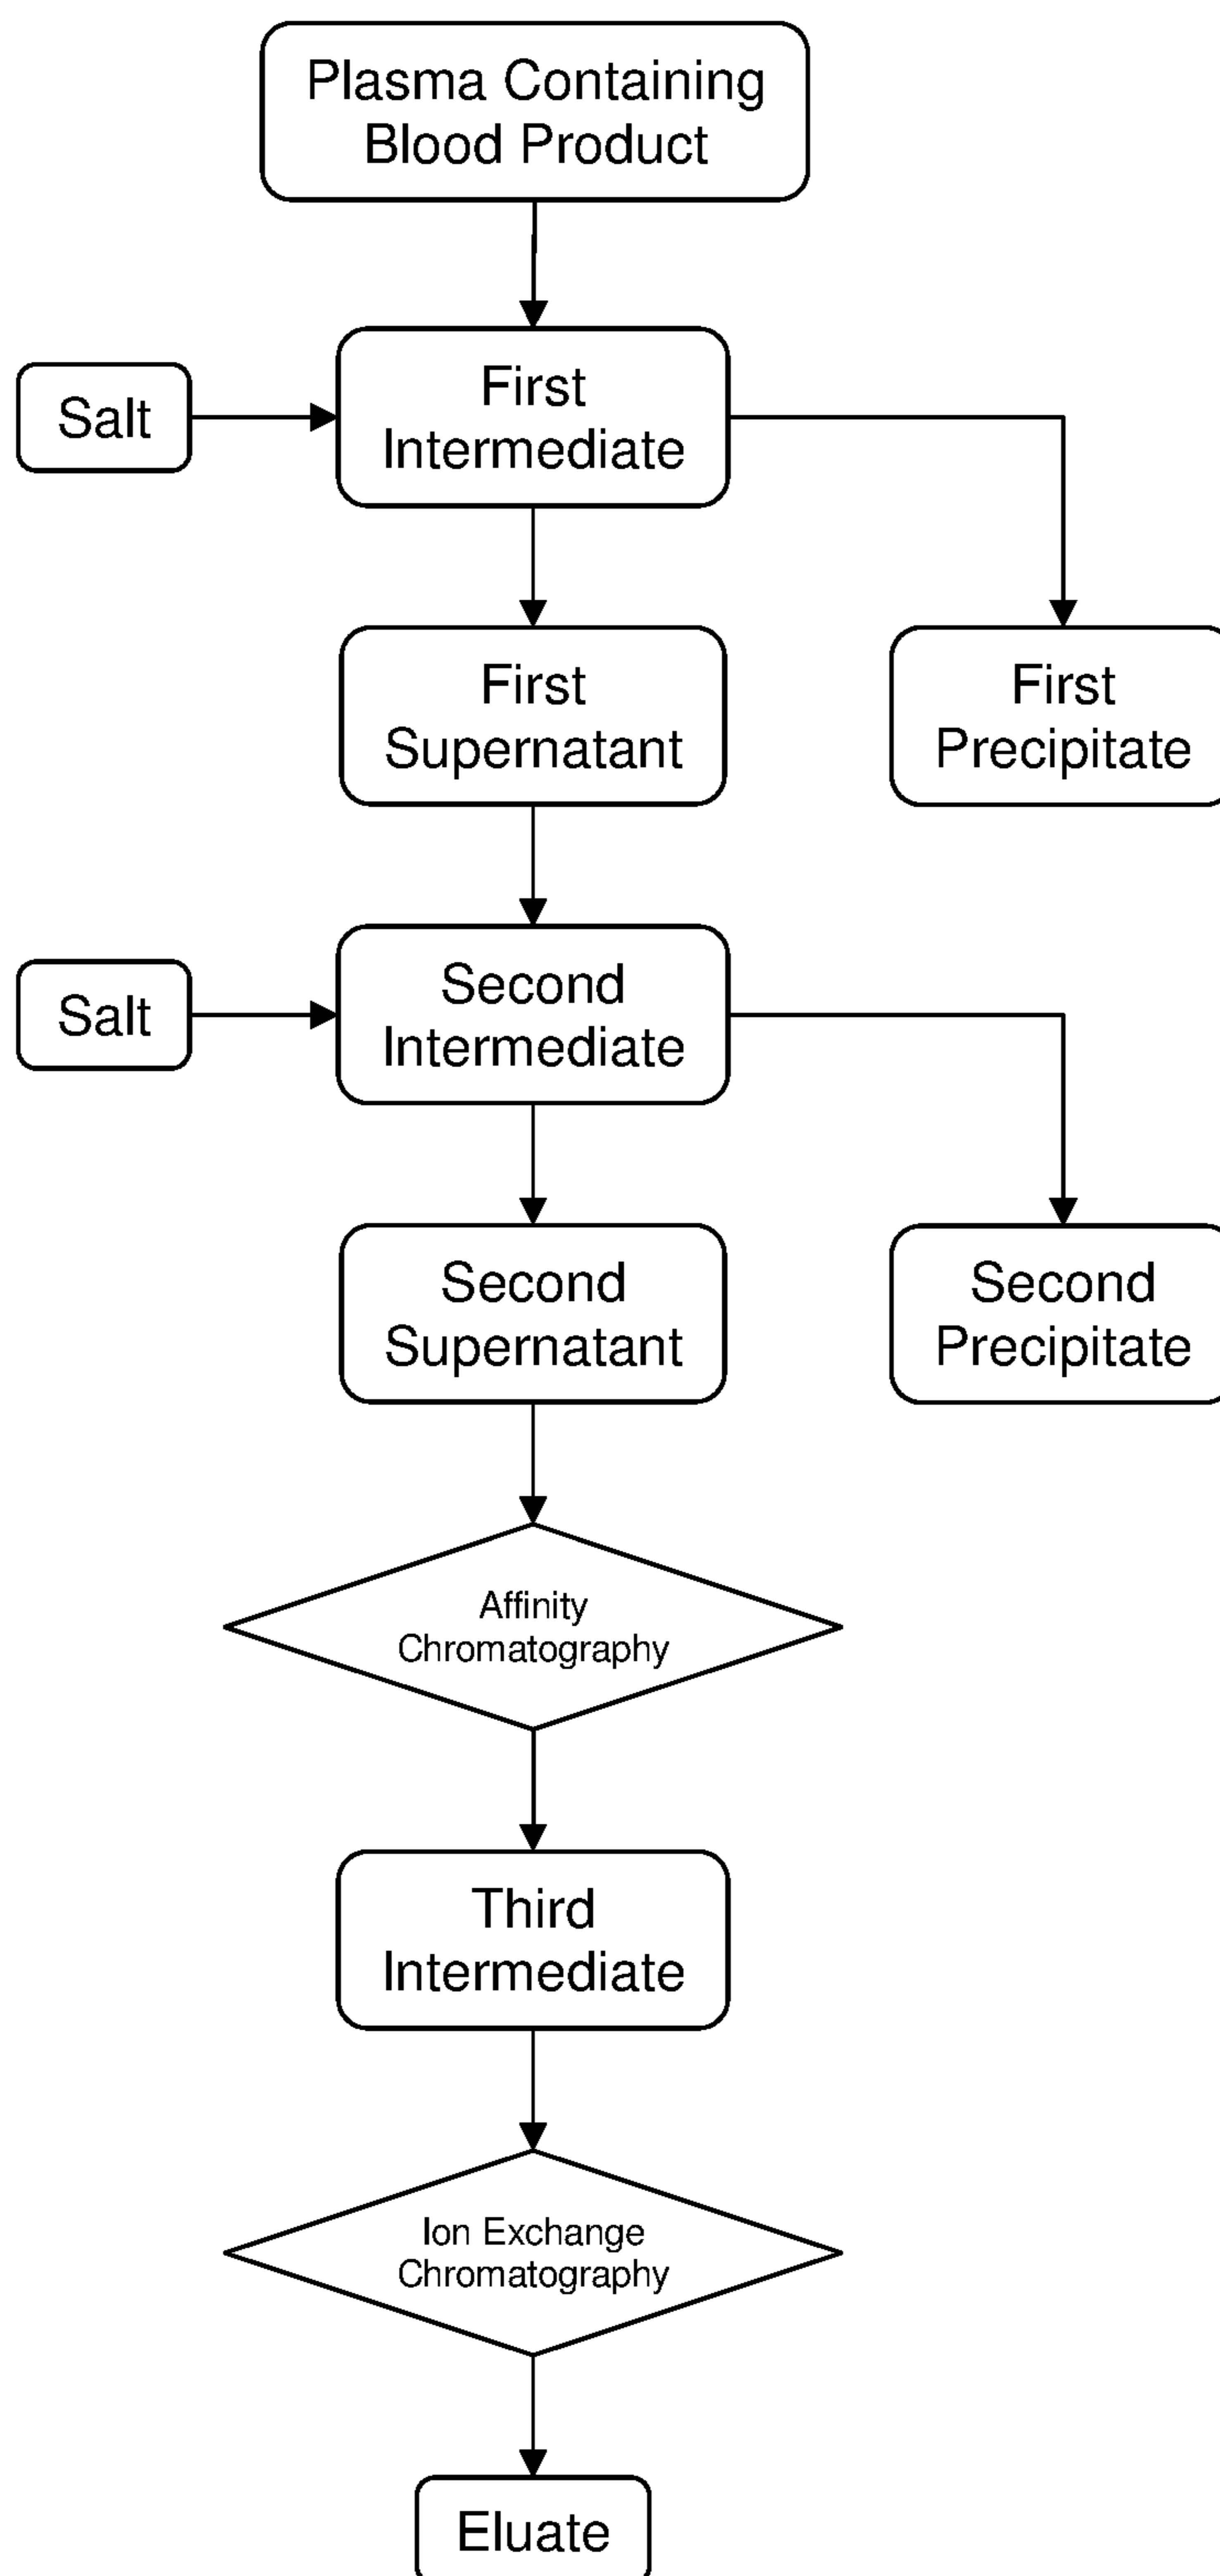 Plasma Containing
Blood Product
Salt
First
Intermediate
First
Supernatant
First
Precipitate
Salt
Second
Intermediate
Second
Supernatant
Second
Precipitate
Affinity
Chromatography
Third
Intermediate
Ion Exchange
Chromatography
Eluate